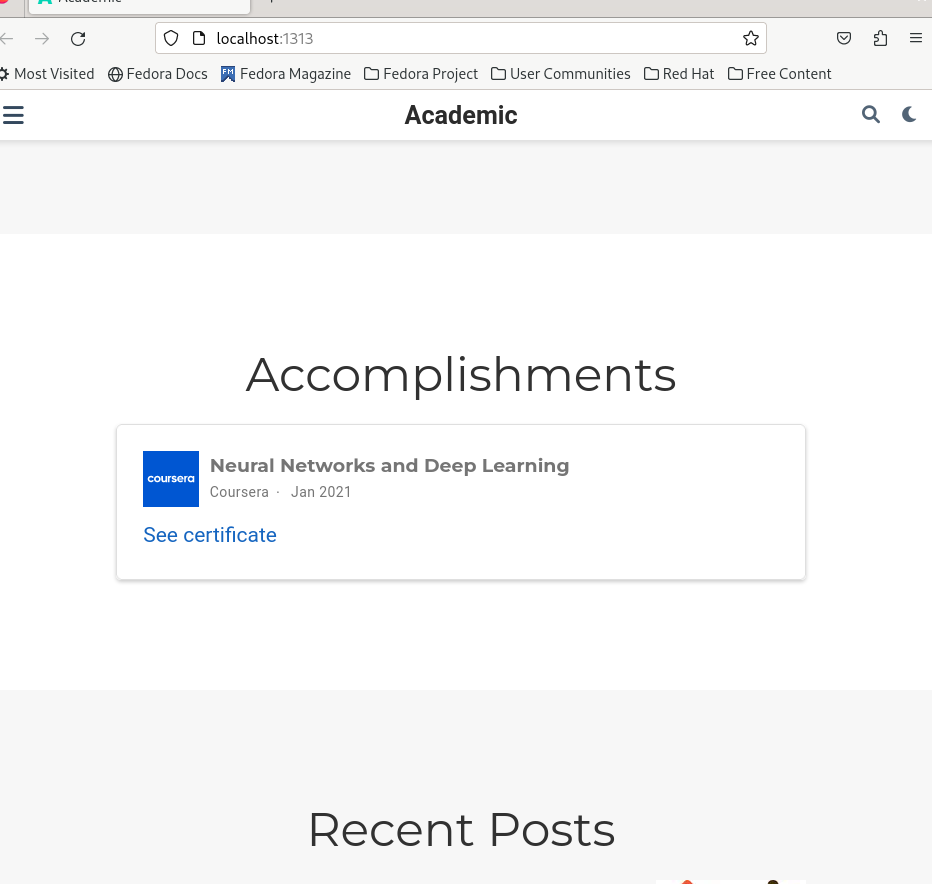 Academic
localhost:1313
Most Visited Fedora Docs FM Fedora Magazine Fedora Project User Communities Red Hat Free Content
Academic
Accomplishments
coursera
Neural Networks and Deep Learning
Coursera · Jan 2021
See certificate
Recent Posts